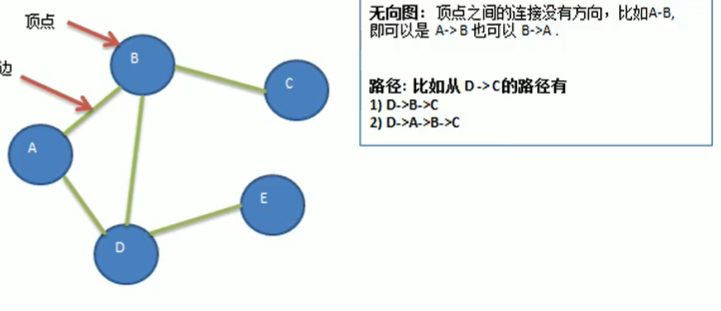 顶点
边
B
C
A
E
D
无向图： 顶点之间的连接没有方向，比如A-B,
即可以是 A-> B 也可以 B->A .
路径: 比如从 D -> C的路径有
1) D->B->C
2) D->A->B->C